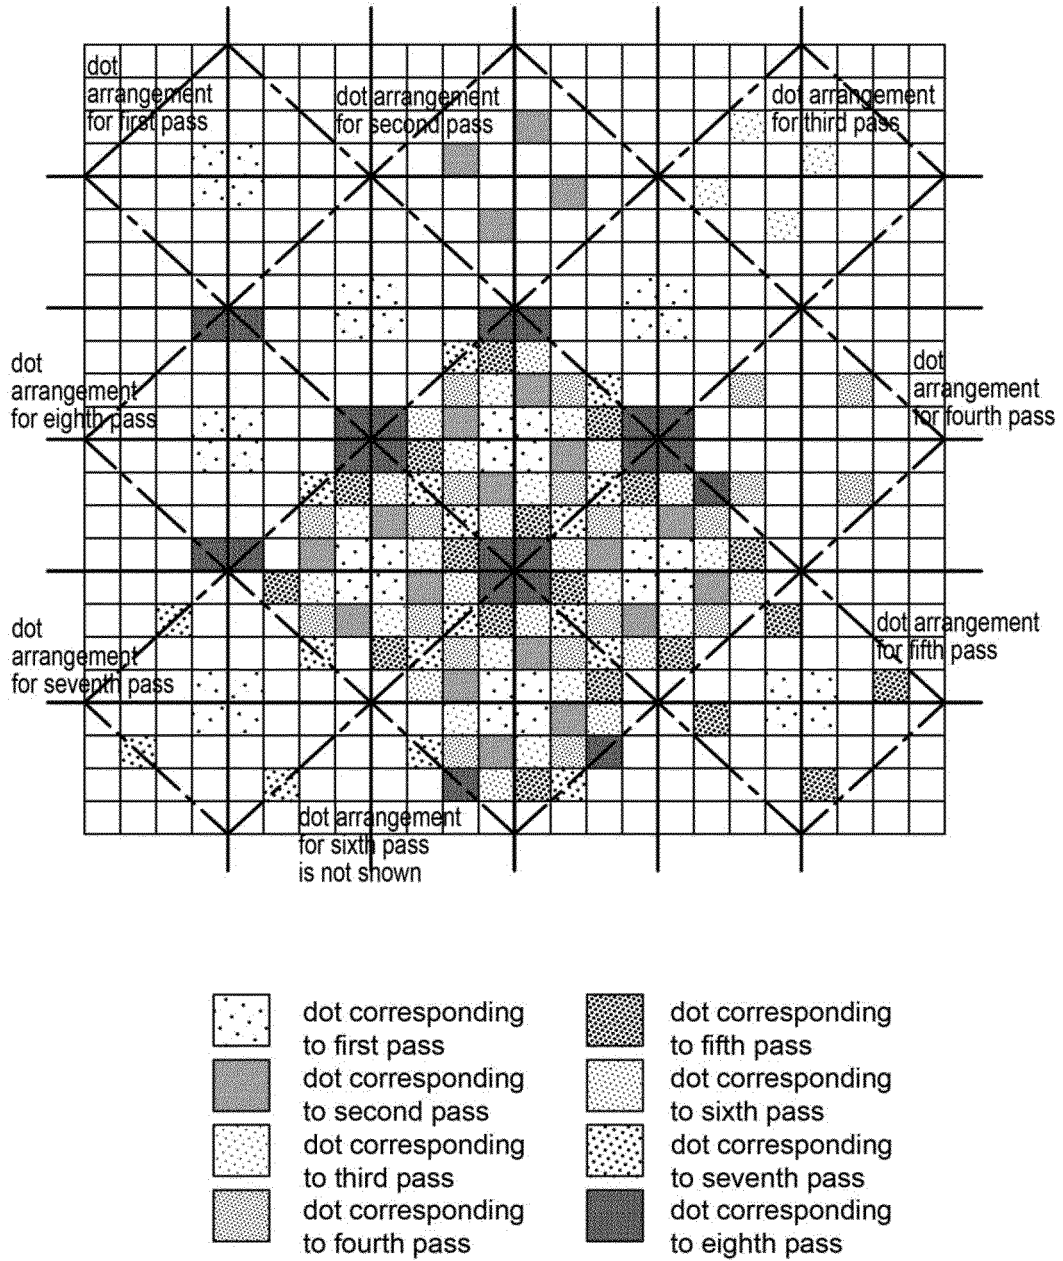 dot
arrangement
for first pass
dot arrangement
for second pass
dot arrangement
for third pass
dot
arrangement
for eighth pass
dot
arrangement
for fourth pass
dot
arrangement
for seventh pass
dot arrangement
for fifth pass
dot arrangement
for sixth pass
is not shown
dot corresponding
to first pass
dot corresponding
to second pass
dot corresponding
to third pass
dot corresponding
to fourth pass
dot corresponding
to fifth pass
dot corresponding
to sixth pass
dot corresponding
to seventh pass
dot corresponding
to eighth pass